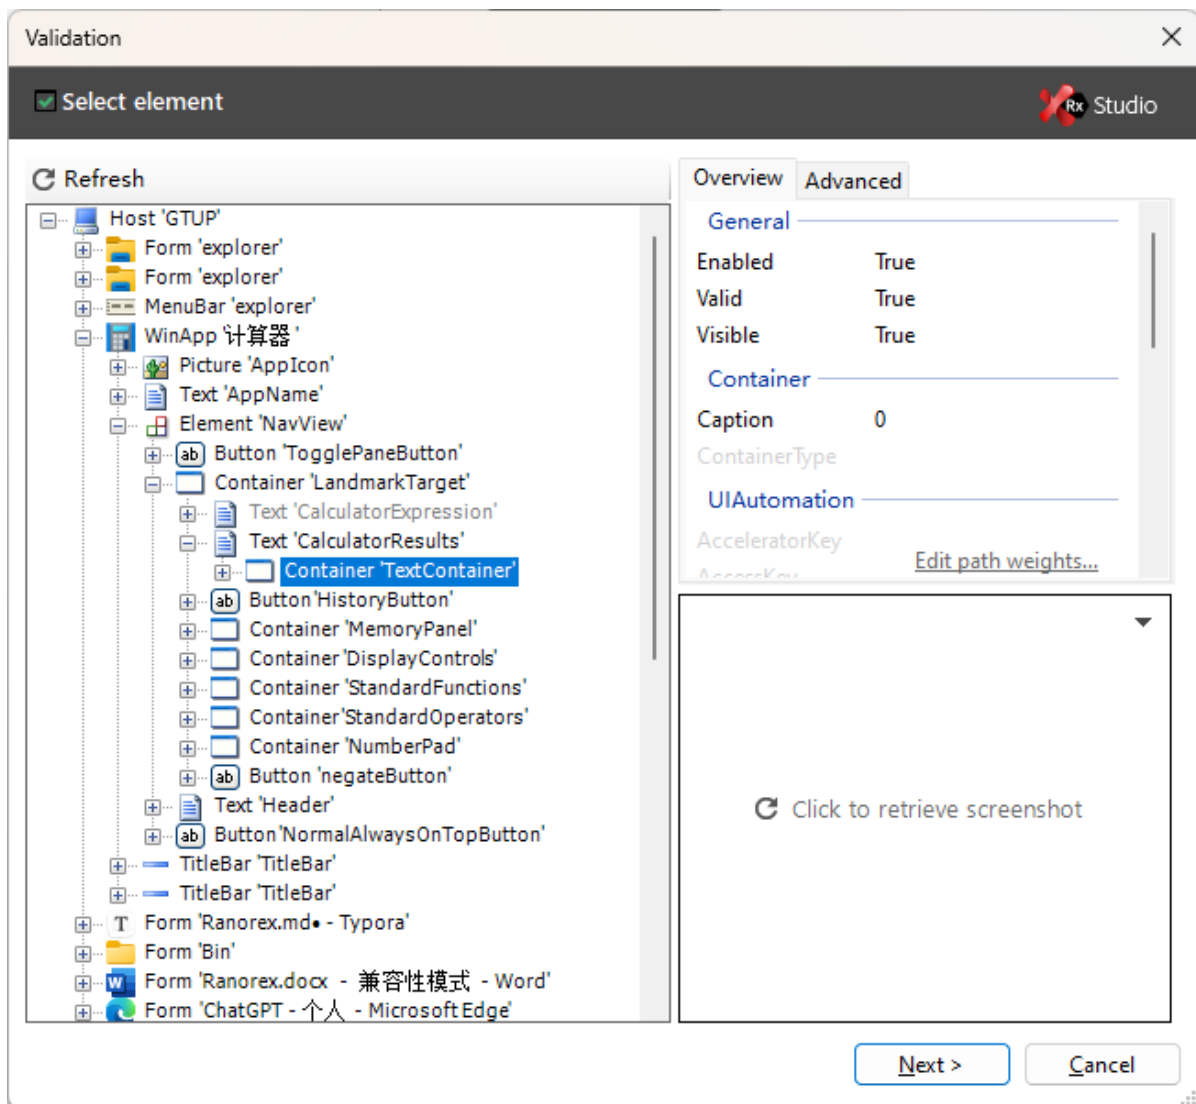 Validation
Select element
Rx Studio
Refresh
Host 'GTUP'
Form 'explorer'
Form 'explorer'
MenuBar 'explorer'
WinApp '计算器 '
Picture 'AppIcon'
Text 'AppName'
Element 'NavView'
ab Button 'TogglePaneButton'
Container 'LandmarkTarget'
Text 'CalculatorExpression'
Text 'CalculatorResults'
Container 'TextContainer'
ab Button 'HistoryButton'
Container 'MemoryPanel'
Container 'DisplayControls'
Container 'StandardFunctions'
Container 'StandardOperators'
Container 'NumberPad'
ab Button 'negateButton'
Text 'Header'
ab Button 'NormalAlwaysOnTopButton'
TitleBar 'TitleBar'
TitleBar 'TitleBar'
T Form 'Ranorex.md• - Typora'
Form 'Bin'
W Form 'Ranorex.docx - 兼容性模式 - Word'
Form 'ChatGPT - 个人 - Microsoft Edge'
Overview Advanced
General
Enabled True
Valid True
Visible True
Container
Caption 0
ContainerType
UIAutomation
AcceleratorKey
AccessKey
Edit path weights...
Click to retrieve screenshot
Next >
Cancel